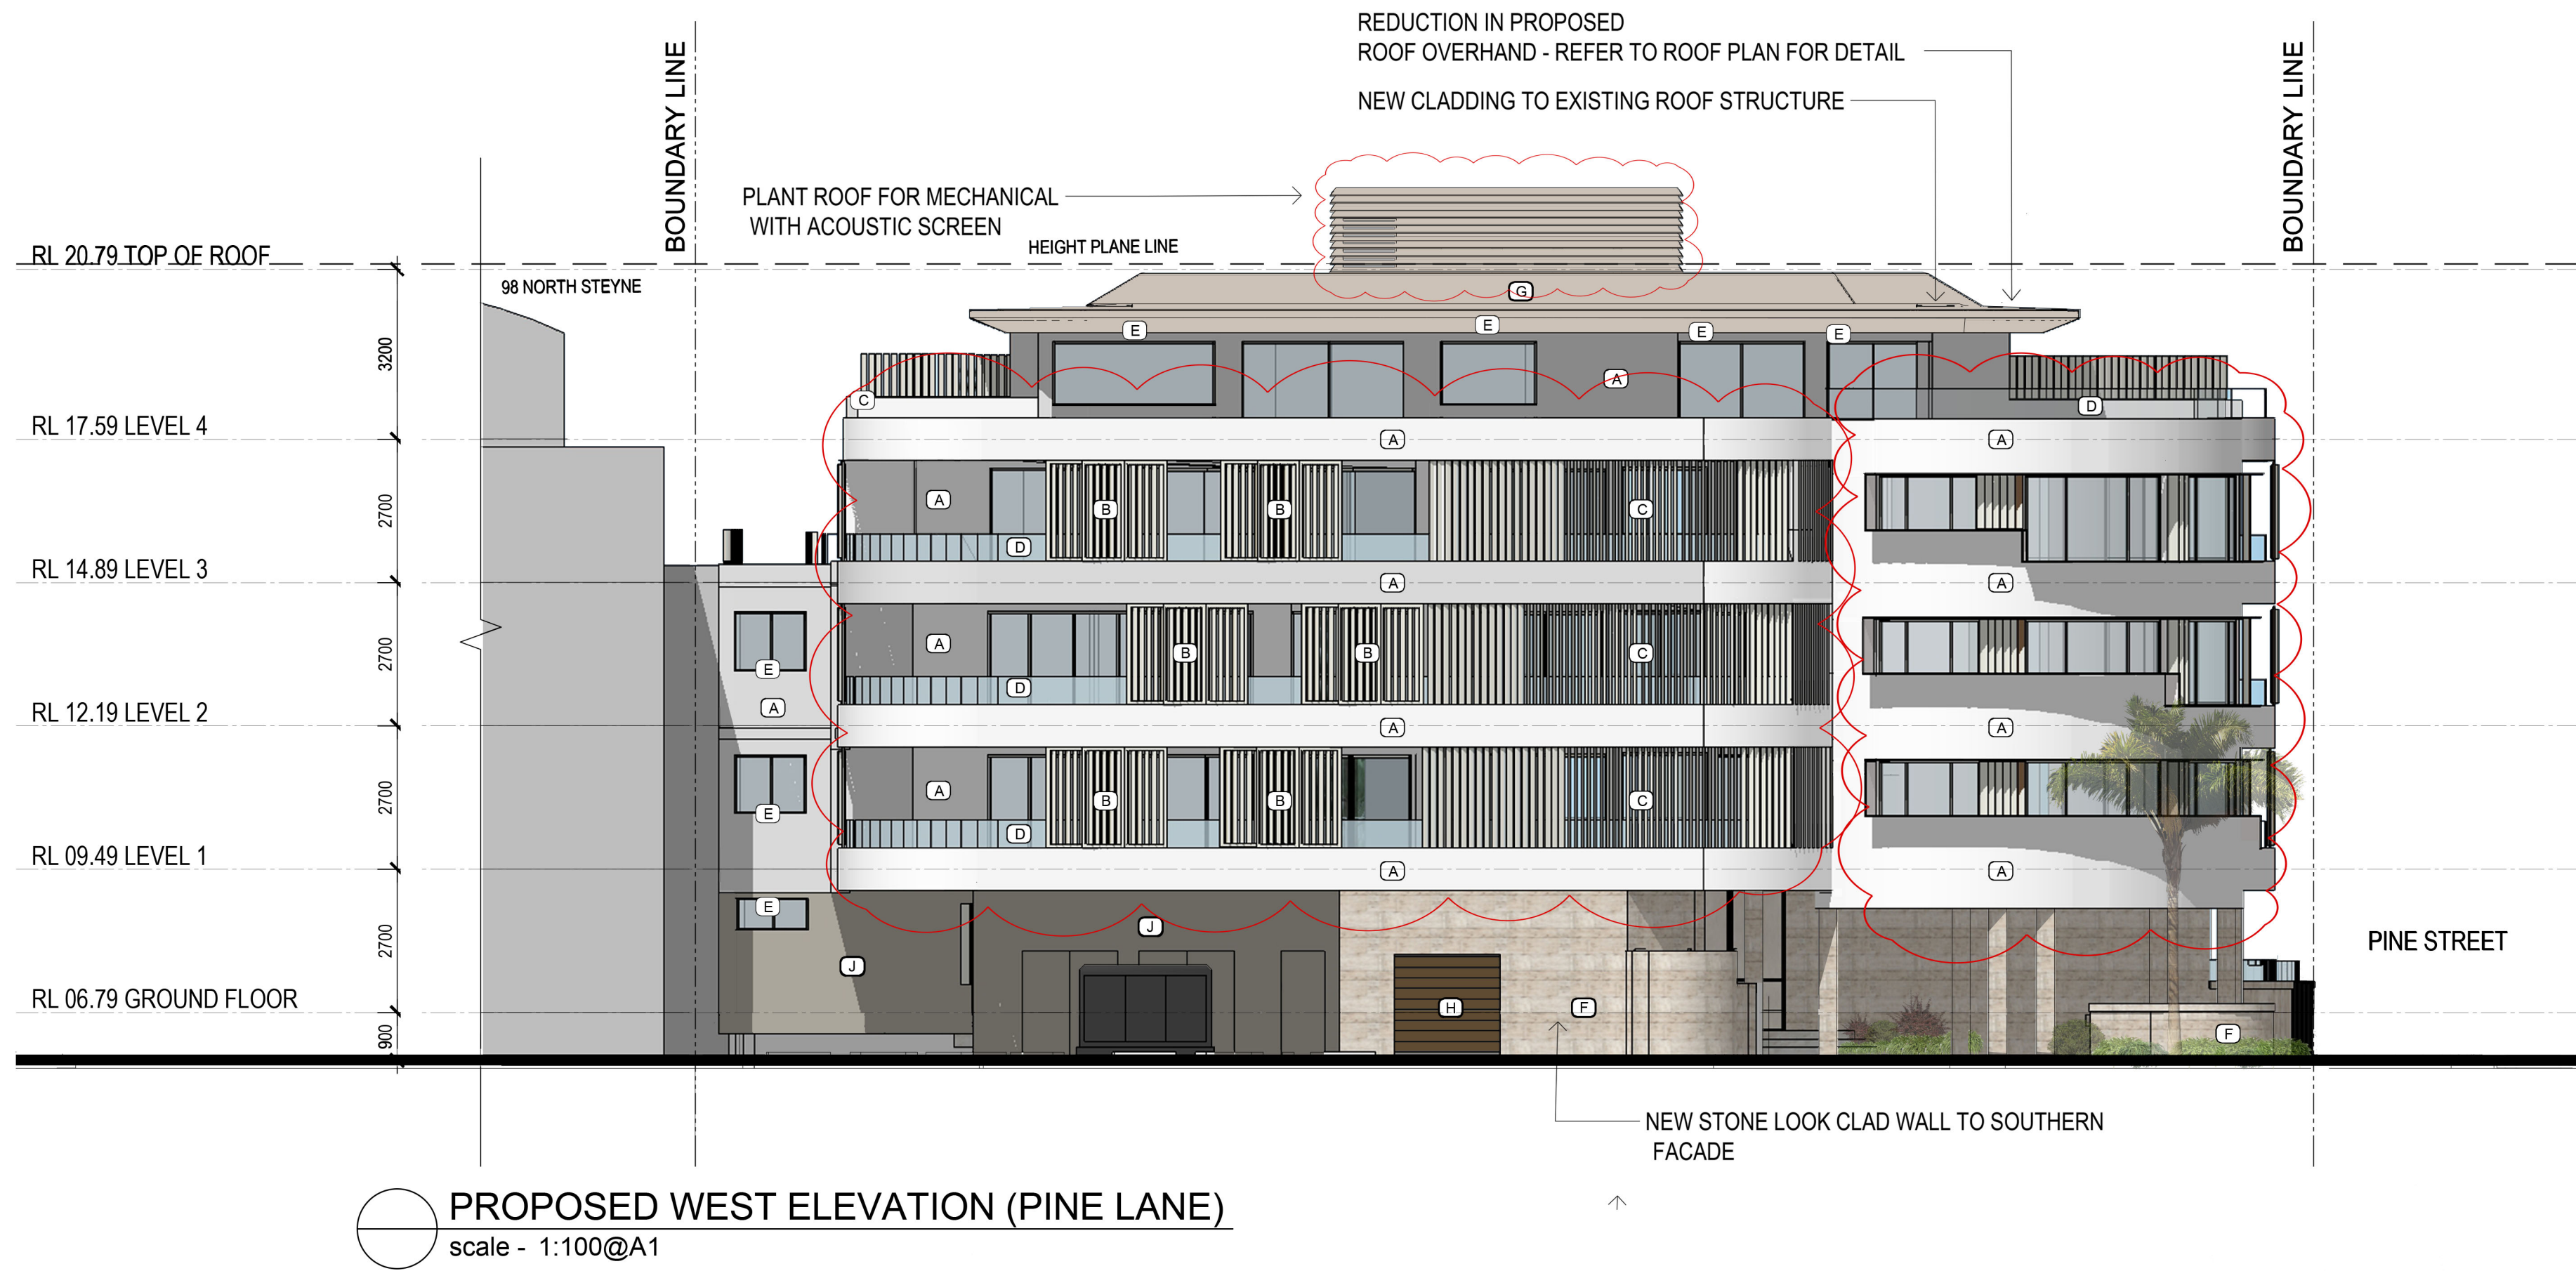 REDUCTION IN PROPOSED
ROOF OVERHAND - REFER TO ROOF PLAN FOR DETAIL
NEW CLADDING TO EXISTING ROOF STRUCTURE
BOUNDARY LINE
BOUNDARY LINE
PLANT ROOF FOR MECHANICAL
WITH ACOUSTIC SCREEN
HEIGHT PLANE LINE
RL 20.79 TOP OF ROOF
98 NORTH STEYNE
G
E
E
E
E
3200
A
C
D
RL 17.59 LEVEL 4
A
A
2700
A
B
B
C
D
RL 14.89 LEVEL 3
A
A
2700
A
B
B
C
E
D
A
RL 12.19 LEVEL 2
A
A
2700
A
B
B
C
E
D
RL 09.49 LEVEL 1
A
A
E
2700
J
J
PINE STREET
RL 06.79 GROUND FLOOR
H
F
F
900
NEW STONE LOOK CLAD WALL TO SOUTHERN
FACADE
PROPOSED WEST ELEVATION (PINE LANE)
scale - 1:100@A1